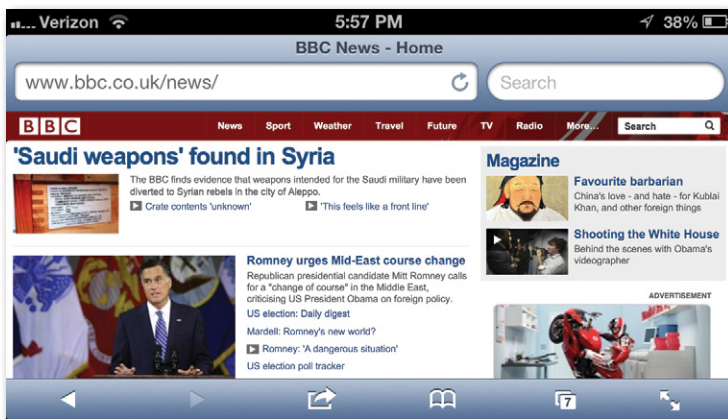 Verizon 5:57 PM 38%
BBC News - Home
www.bbc.co.uk/news/ Search
BBC News Sport Weather Travel Future TV Radio More... Search
'Saudi weapons' found in Syria
The BBC finds evidence that weapons intended for the Saudi military have been
diverted to Syrian rebels in the city of Aleppo.
Crate contents 'unknown' 'This feels like a front line'
Romney urges Mid-East course change
Republican presidential candidate Mitt Romney calls
for a "change of course" in the Middle East,
criticising US President Obama on foreign policy.
US election: Daily digest
Mardell: Romney's new world?
Romney: 'A dangerous situation'
US election poll tracker
Magazine
Favourite barbarian
China's love - and hate - for Kublai
Khan, and other foreign things
Shooting the White House
Behind the scenes with Obama's
videographer
ADVERTISEMENT
7